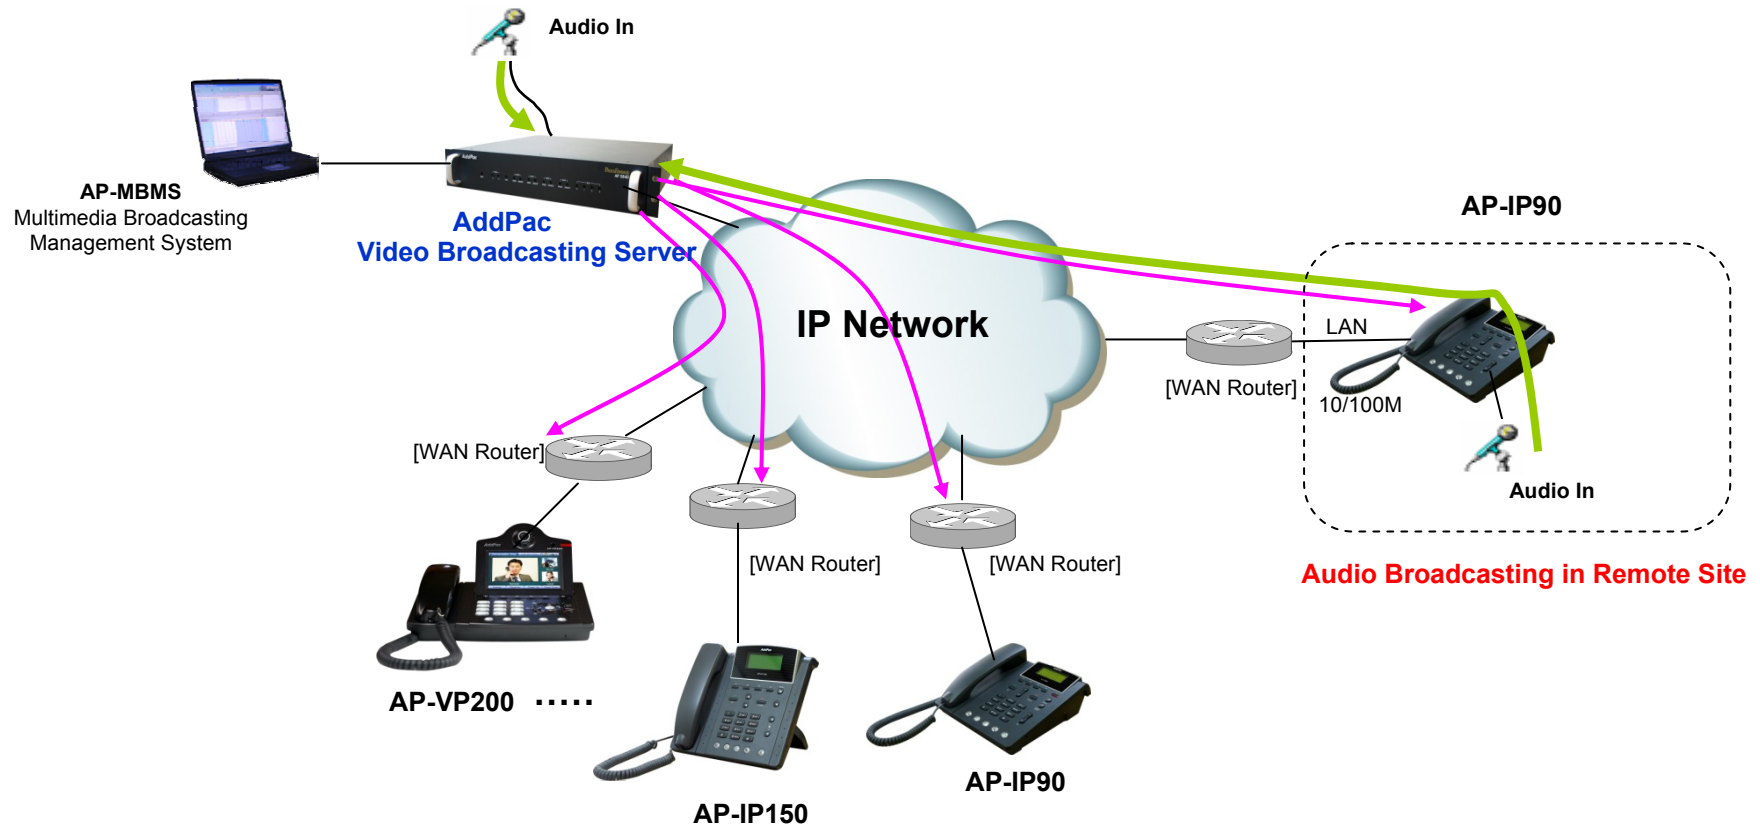 Audio In
AP-MBMS
Multimedia Broadcasting
Management System
AddPac
Video Broadcasting Server
AP-IP90
IP Network
LAN
[WAN Router]
10/100M
[WAN Router]
Audio In
[WAN Router]
[WAN Router]
Audio Broadcasting in Remote Site
AP-VP200 .....
AP-IP90
AP-IP150